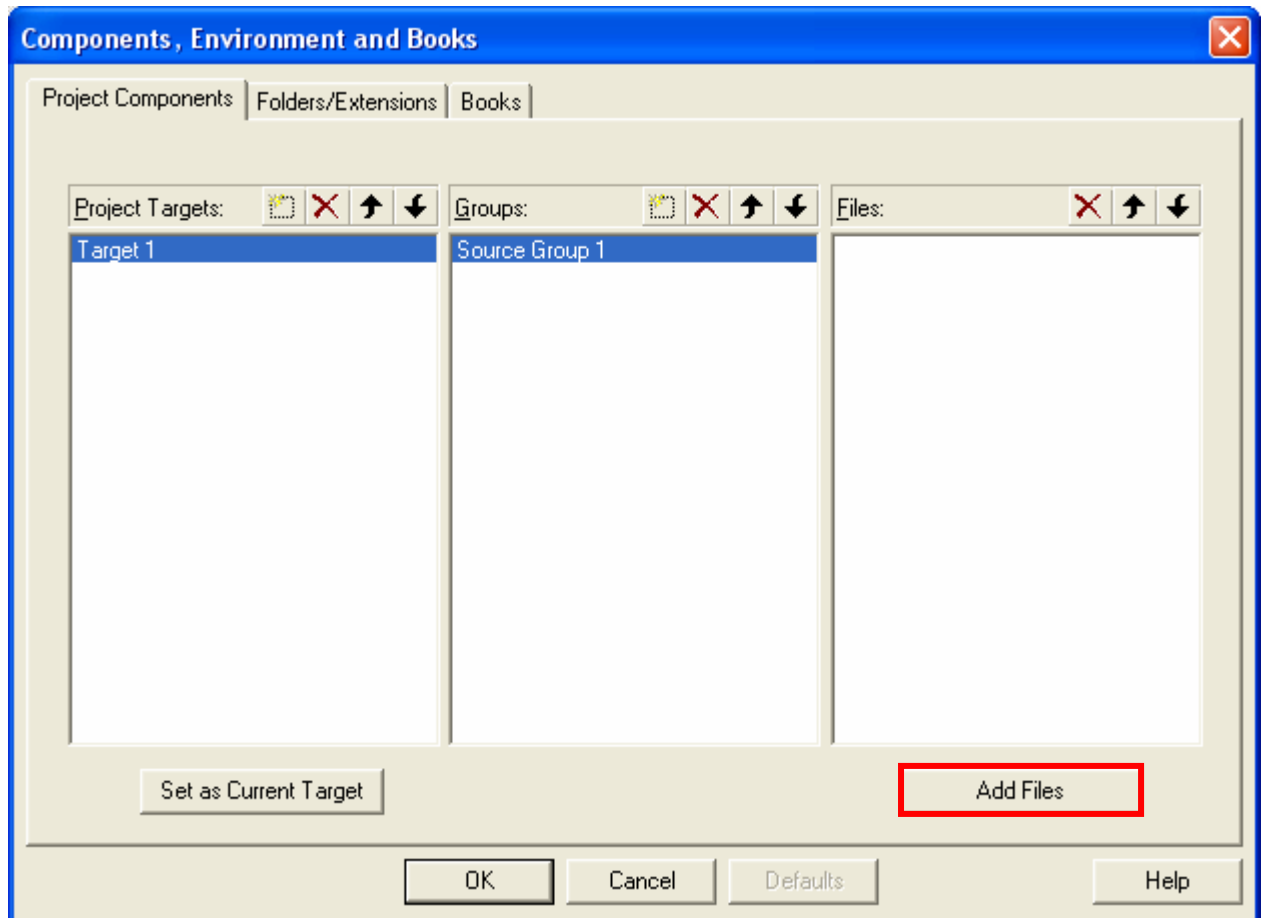 Components, Environment and Books
Project Components Folders/Extensions Books
Project Targets: Groups: Files:
Target 1 Source Group 1
Set as Current Target Add Files
OK Cancel Defaults Help